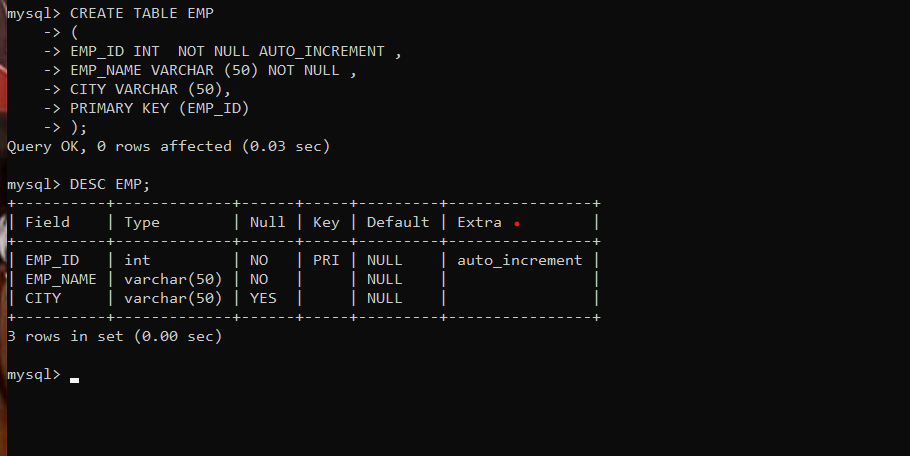 mysql> CREATE TABLE EMP
    -> (
    -> EMP_ID INT  NOT NULL AUTO_INCREMENT ,
    -> EMP_NAME VARCHAR (50) NOT NULL ,
    -> CITY VARCHAR (50),
    -> PRIMARY KEY (EMP_ID)
    -> );
Query OK, 0 rows affected (0.03 sec)

mysql> DESC EMP;
+----------+-------------+------+-----+---------+----------------+
| Field    | Type        | Null | Key | Default | Extra          |
+----------+-------------+------+-----+---------+----------------+
| EMP_ID   | int         | NO   | PRI | NULL    | auto_increment |
| EMP_NAME | varchar(50) | NO   |     | NULL    |                |
| CITY     | varchar(50) | YES  |     | NULL    |                |
+----------+-------------+------+-----+---------+----------------+
3 rows in set (0.00 sec)

mysql>